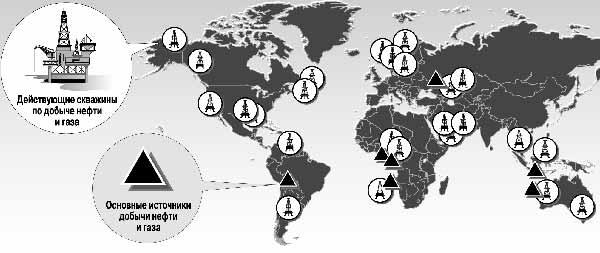 Действующие скважины
по добыче нефти
и газа
Основные источники
добычи нефти
и газа